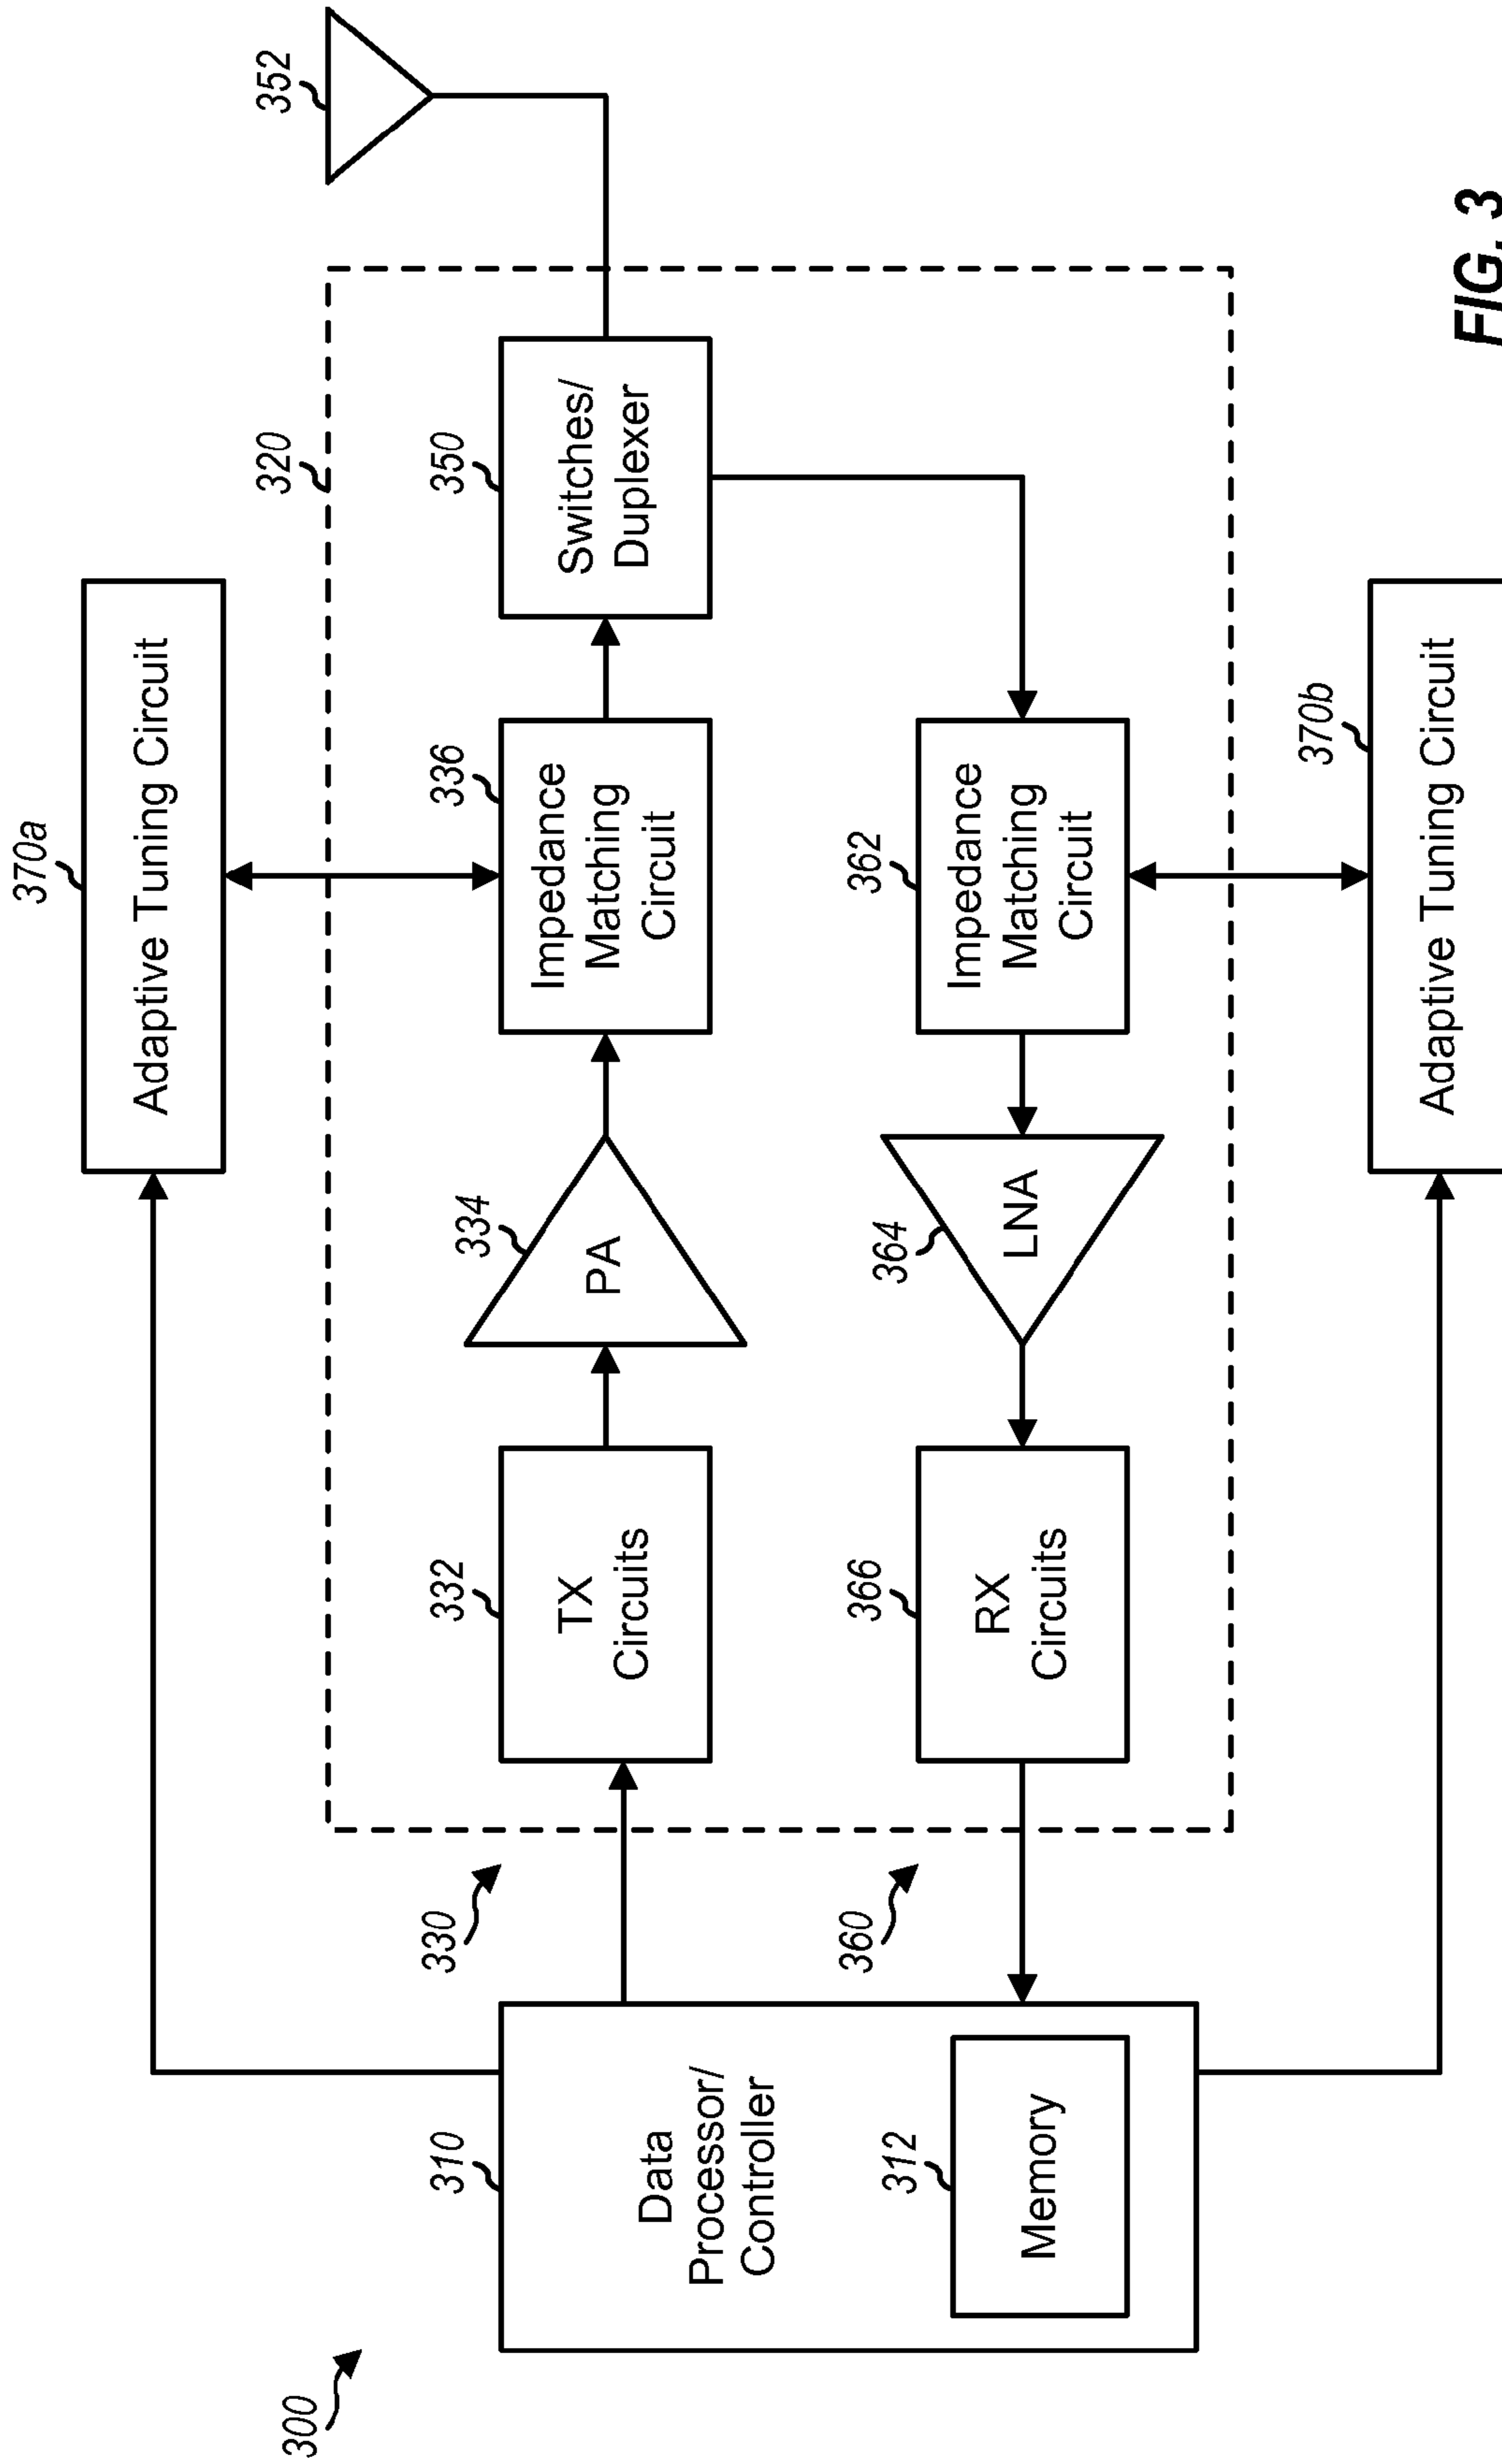 300
310
Data
Processor/
Controller
312
Memory
330
360
320
370a
Adaptive Tuning Circuit
332
TX
Circuits
334
PA
336
Impedance
Matching
Circuit
350
Switches/
Duplexer
352
366
RX
Circuits
364
LNA
362
Impedance
Matching
Circuit
370b
Adaptive Tuning Circuit
FIG. 3